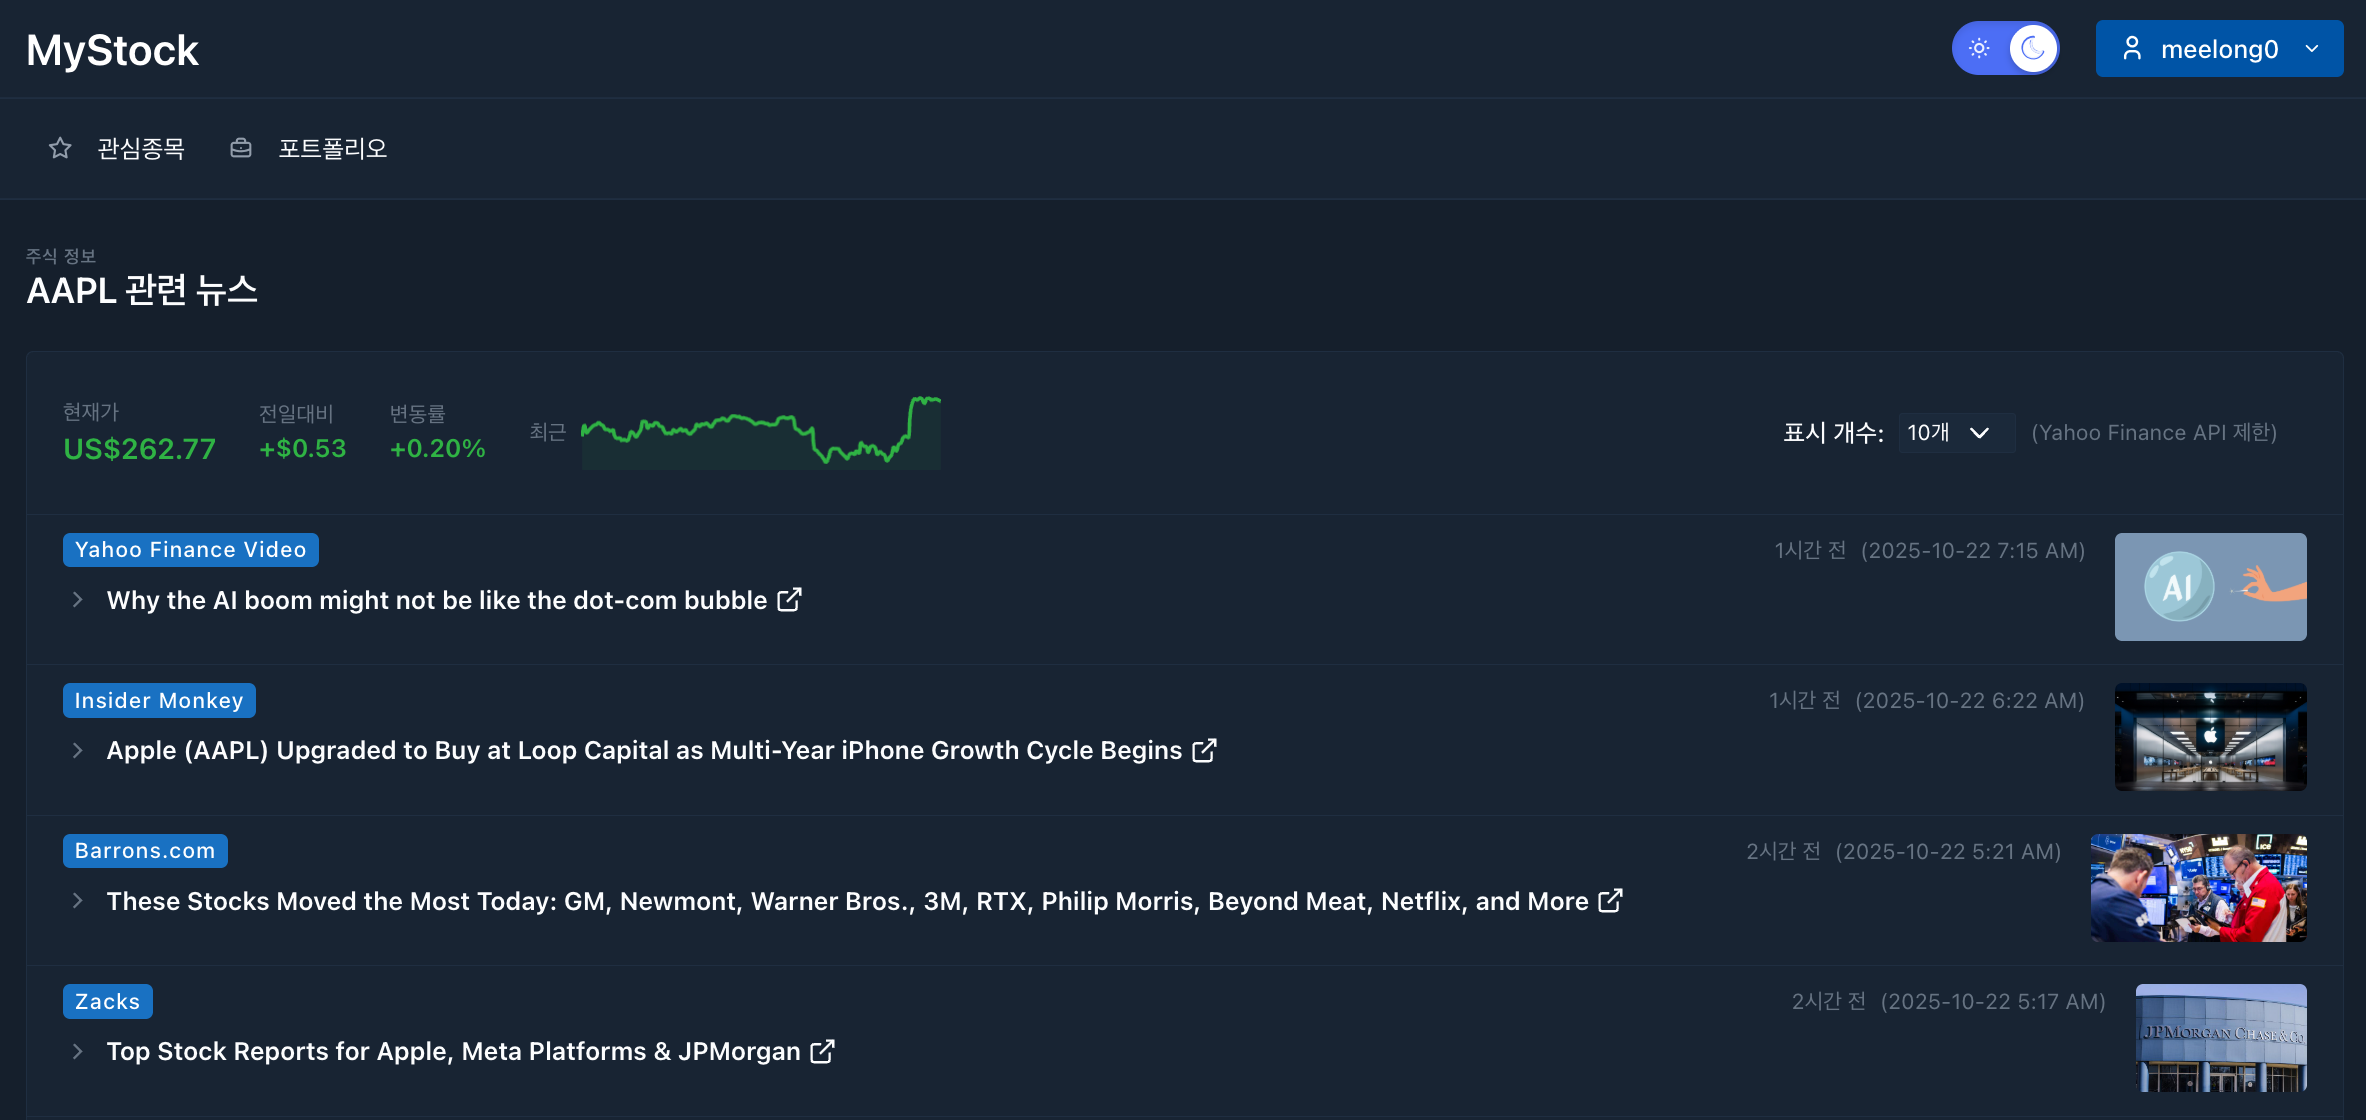 MyStock
meelong0
관심종목
포트폴리오
주식 정보
AAPL 관련 뉴스
현재가
US$262.77
전일대비
+$0.53
변동률
+0.20%
최근
표시 개수:
10개
(Yahoo Finance API 제한)
Yahoo Finance Video
1시간 전 (2025-10-22 7:15 AM)
Why the AI boom might not be like the dot-com bubble
AI
Insider Monkey
1시간 전 (2025-10-22 6:22 AM)
Apple (AAPL) Upgraded to Buy at Loop Capital as Multi-Year iPhone Growth Cycle Begins
Barrons.com
2시간 전 (2025-10-22 5:21 AM)
These Stocks Moved the Most Today: GM, Newmont, Warner Bros., 3M, RTX, Philip Morris, Beyond Meat, Netflix, and More
Zacks
2시간 전 (2025-10-22 5:17 AM)
Top Stock Reports for Apple, Meta Platforms & JPMorgan
JPMORGAN CHASE & CO